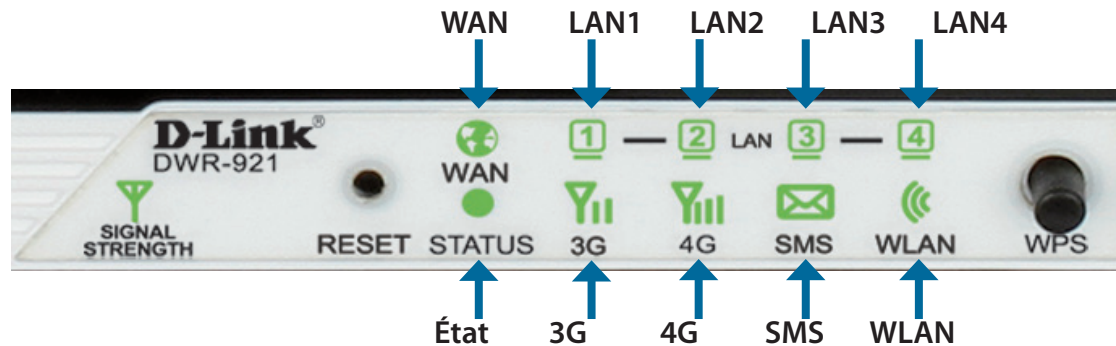 WAN LAN1 LAN2 LAN3 LAN4
D-Link®
DWR-921
1 2 LAN 3 4
WAN
SIGNAL
STRENGTH
RESET STATUS 3G 4G SMS WLAN WPS
État 3G 4G SMS WLAN